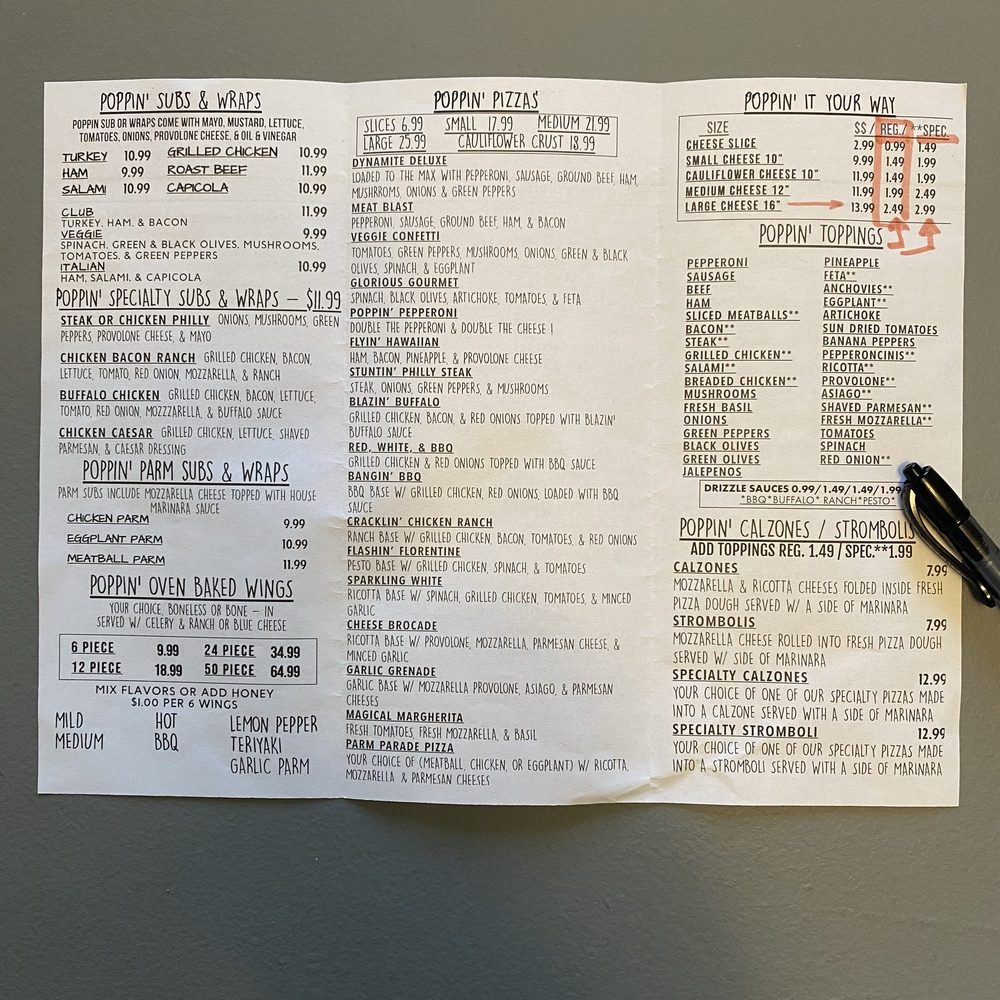 POPPIN' SUBS & WRAPS
POPPIN SUB OR WRAPS COME WITH MAYO, MUSTARD, LETTUCE,
TOMATOES, ONIONS, PROVOLONE CHEESE, & OIL & VINEGAR
TURKEY 10.99 GRILLED CHICKEN 10.99
HAM 9.99 ROAST BEEF 11.99
SALAMI 10.99 CAPICOLA 10.99
CLUB 11.99
TURKEY, HAM, & BACON
VEGGIE 9.99
SPINACH, GREEN & BLACK OLIVES, MUSHROOMS,
TOMATOES, & GREEN PEPPERS
ITALIAN 10.99
HAM, SALAMI, & CAPICOLA
POPPIN' SPECIALTY SUBS & WRAPS – $11.99
STEAK OR CHICKEN PHILLY ONIONS, MUSHROOMS, GREEN
PEPPERS, PROVOLONE CHEESE, & MAYO
CHICKEN BACON RANCH GRILLED CHICKEN, BACON,
LETTUCE, TOMATO, RED ONION, MOZZARELLA, & RANCH
BUFFALO CHICKEN GRILLED CHICKEN, BACON, LETTUCE,
TOMATO, RED ONION, MOZZZARELLA, & BUFFALO SAUCE
CHICKEN CAESAR GRILLED CHICKEN, LETTUCE, SHAVED
PARMESAN, & CAESAR DRESSING
POPPIN' PARM SUBS & WRAPS
PARM SUBS INCLUDE MOZZARELLA CHEESE TOPPED WITH HOUSE
MARINARA SAUCE
CHICKEN PARM 9.99
EGGPLANT PARM 10.99
MEATBALL PARM 11.99
POPPIN' OVEN BAKED WINGS
YOUR CHOICE, BONELESS OR BONE – IN
SERVED W/ CELERY & RANCH OR BLUE CHEESE
6 PIECE 9.99 24 PIECE 34.99
12 PIECE 18.99 50 PIECE 64.99
MIX FLAVORS OR ADD HONEY
$1.00 PER 6 WINGS
MILD HOT LEMON PEPPER
MEDIUM BBQ TERIYAKI
GARLIC PARM
POPPIN' PIZZAS
SLICES 6.99 SMALL 17.99 MEDIUM 21.99
LARGE 25.99 CAULIFLOWER CRUST 18.99
DYNAMITE DELUXE
LOADED TO THE MAX WITH PEPPERONI, SAUSAGE, GROUND BEEF, HAM,
MUSHRROMS, ONIONS & GREEN PEPPERS
MEAT BLAST
PEPPERONI, SAUSAGE, GROUND BEEF, HAM, & BACON
VEGGIE CONFETTI
TOMATOES, GREEN PEPPERS, MUSHROOMS, ONIONS, GREEN & BLACK
OLIVES, SPINACH, & EGGPLANT
GLORIOUS GOURMET
SPINACH, BLACK OLIVES, ARTICHOKE, TOMATOES, & FETA
POPPIN' PEPPERONI
DOUBLE THE PEPPERONI & DOUBLE THE CHEESE !
FLYIN' HAWAIIAN
HAM, BACON, PINEAPPLE, & PROVOLONE CHEESE
STUNTIN' PHILLY STEAK
STEAK, ONIONS, GREEN PEPPERS, & MUSHROOMS
BLAZIN' BUFFALO
GRILLED CHICKEN, BACON, & RED ONIONS TOPPED WITH BLAZIN'
BUFFALO SAUCE
RED, WHITE, & BBQ
GRILLED CHICKEN & RED ONIONS TOPPED WITH BBQ SAUCE
BANGIN' BBQ
BBQ BASE W/ GRILLED CHICKEN, RED ONIONS, LOADED WITH BBQ
SAUCE
CRACKLIN' CHICKEN RANCH
RANCH BASE W/ GRILLED CHICKEN, BACON, TOMATOES, & RED ONIONS
FLASHIN' FLORENTINE
PESTO BASE W/ GRILLED CHICKEN, SPINACH, & TOMATOES
SPARKLING WHITE
RICOTTA BASE W/ SPINACH, GRILLED CHICKEN, TOMATOES, & MINCED
GARLIC
CHEESE BROCADE
RICOTTA BASE W/ PROVOLONE, MOZZARELLA, PARMESAN CHEESE, &
MINCED GARLIC
GARLIC GRENADE
GARLIC BASE W/ MOZZARELLA PROVOLONE, ASIAGO, & PARMESAN
CHEESES
MAGICAL MARGHERITA
FRESH TOMATOES, FRESH MOZZARELLA, & BASIL
PARM PARADE PIZZA
YOUR CHOICE OF (MEATBALL, CHICKEN, OR EGGPLANT) W/ RICOTTA,
MOZZARELLA & PARMESAN CHEESES
POPPIN' IT YOUR WAY
SIZE $$ / REG./ **SPEC.
CHEESE SLICE 2.99 0.99 1.49
SMALL CHEESE 10" 9.99 1.49 1.99
CAULIFLOWER CHEESE 10" 11.99 1.49 1.99
MEDIUM CHEESE 12" 11.99 1.99 2.49
LARGE CHEESE 16" 13.99 2.49 2.99
POPPIN' TOPPINGS
PEPPERONI PINEAPPLE
SAUSAGE FETA**
BEEF ANCHOVIES**
HAM EGGPLANT**
SLICED MEATBALLS** ARTICHOKE
BACON** SUN DRIED TOMATOES
STEAK** BANANA PEPPERS
GRILLED CHICKEN** PEPPERONCINIS**
SALAMI** RICOTTA**
BREADED CHICKEN** PROVOLONE**
MUSHROOMS ASIAGO**
FRESH BASIL SHAVED PARMESAN**
ONIONS FRESH MOZZARELLA**
GREEN PEPPERS TOMATOES
BLACK OLIVES SPINACH
GREEN OLIVES RED ONION**
JALEPENOS
DRIZZLE SAUCES 0.99/1.49/1.49/1.99
*BBQ*BUFFALO* RANCH*PESTO*
POPPIN' CALZONES / STROMBOLIS
ADD TOPPINGS REG. 1.49 / SPEC.**1.99
CALZONES 7.99
MOZZARELLA & RICOTTA CHEESES FOLDED INSIDE FRESH
PIZZA DOUGH SERVED W/ A SIDE OF MARINARA
STROMBOLIS 7.99
MOZZARELLA CHEESE ROLLED INTO FRESH PIZZA DOUGH
SERVED W/ SIDE OF MARINARA
SPECIALTY CALZONES 12.99
YOUR CHOICE OF ONE OF OUR SPECIALTY PIZZAS MADE
INTO A CALZONE SERVED WITH A SIDE OF MARINARA
SPECIALTY STROMBOLI 12.99
YOUR CHOICE OF ONE OF OUR SPECIALTY PIZZAS MADE
INTO A STROMBOLI SERVED WITH A SIDE OF MARINARA